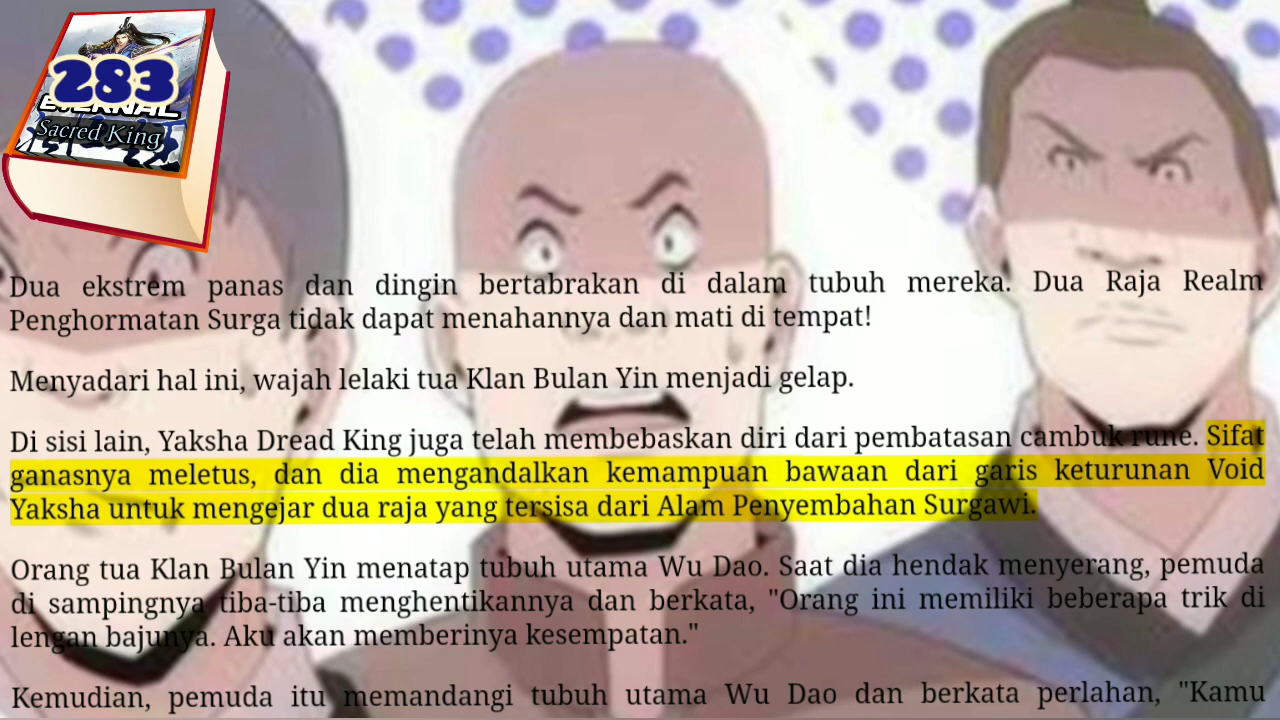 283
ETERNAL
Sacred King
Dua ekstrem panas dan dingin bertabrakan di dalam tubuh mereka. Dua Raja Realm
Penghormatan Surga tidak dapat menahannya dan mati di tempat!
Menyadari hal ini, wajah lelaki tua Klan Bulan Yin menjadi gelap.
Di sisi lain, Yaksha Dread King juga telah membebaskan diri dari pembatasan cambuk rune. Sifat
ganasnya meletus, dan dia mengandalkan kemampuan bawaan dari garis keturunan Void
Yaksha untuk mengejar dua raja yang tersisa dari Alam Penyembahan Surgawi.
Orang tua Klan Bulan Yin menatap tubuh utama Wu Dao. Saat dia hendak menyerang, pemuda
di sampingnya tiba-tiba menghentikannya dan berkata, "Orang ini memiliki beberapa trik di
lengan bajunya. Aku akan memberinya kesempatan."
Kemudian, pemuda itu memandangi tubuh utama Wu Dao dan berkata perlahan, "Kamu